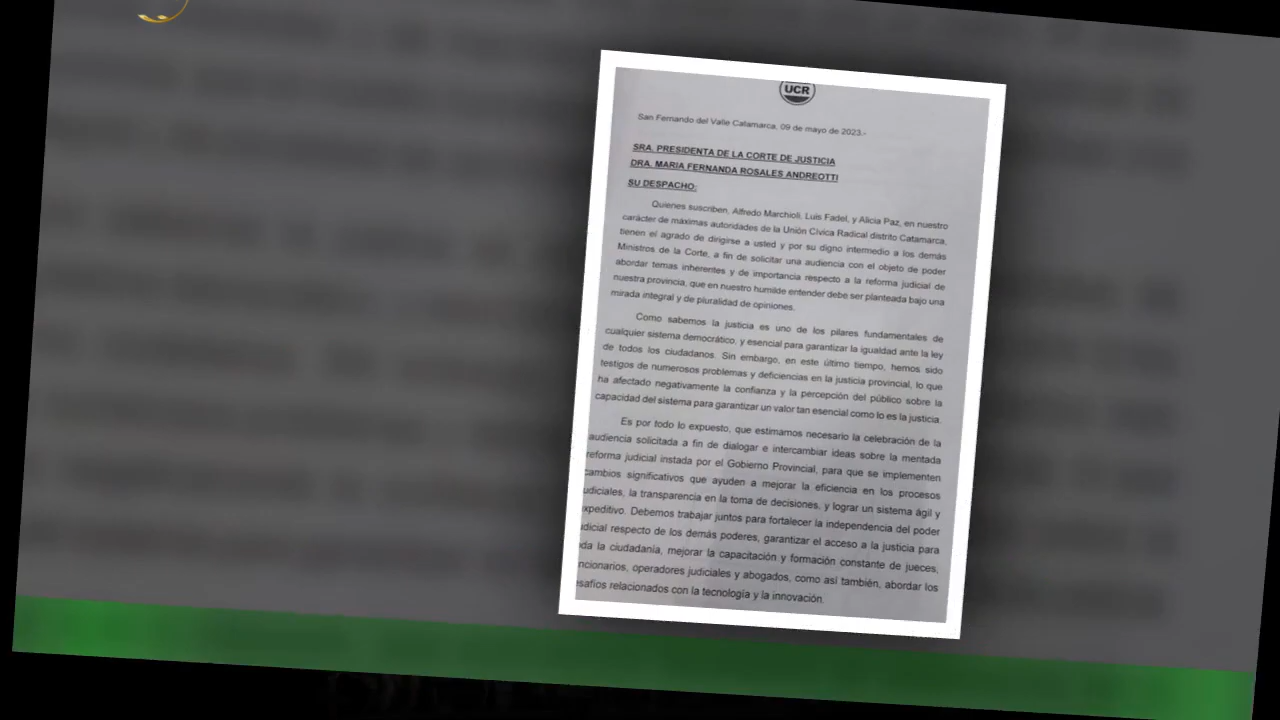 UCR
San Fernando del Valle Catamarca, 09 de mayo de 2023.-
SRA. PRESIDENTA DE LA CORTE DE JUSTICIA
DRA. MARIA FERNANDA ROSALES ANDREOTTI
SU DESPACHO:
Quienes suscriben, Alfredo Marchioli, Luis Fadel, y Alicia Paz, en nuestro
carácter de máximas autoridades de la Unión Cívica Radical distrito Catamarca,
tienen el agrado de dirigirse a usted y por su digno intermedio a los demás
Ministros de la Corte, a fin de solicitar una audiencia con el objeto de poder
abordar temas inherentes y de importancia respecto a la reforma judicial de
nuestra provincia, que en nuestro humilde entender debe ser planteada bajo una
mirada integral y de pluralidad de opiniones.
Como sabemos la justicia es uno de los pilares fundamentales de
cualquier sistema democrático, y esencial para garantizar la igualdad ante la ley
de todos los ciudadanos. Sin embargo, en este último tiempo, hemos sido
testigos de numerosos problemas y deficiencias en la justicia provincial, lo que
ha afectado negativamente la confianza y la percepción del público sobre la
capacidad del sistema para garantizar un valor tan esencial como lo es la justicia.
Es por todo lo expuesto, que estimamos necesario la celebración de la
audiencia solicitada a fin de dialogar e intercambiar ideas sobre la mentada
reforma judicial instada por el Gobierno Provincial, para que se implementen
cambios significativos que ayuden a mejorar la eficiencia en los procesos
udiciales, la transparencia en la toma de decisiones, y lograr un sistema ágil y
xpeditivo. Debemos trabajar juntos para fortalecer la independencia del poder
udicial respecto de los demás poderes, garantizar el acceso a la justicia para
oda la ciudadanía, mejorar la capacitación y formación constante de jueces,
ncionarios, operadores judiciales y abogados, como así también, abordar los
esafíos relacionados con la tecnología y la innovación.